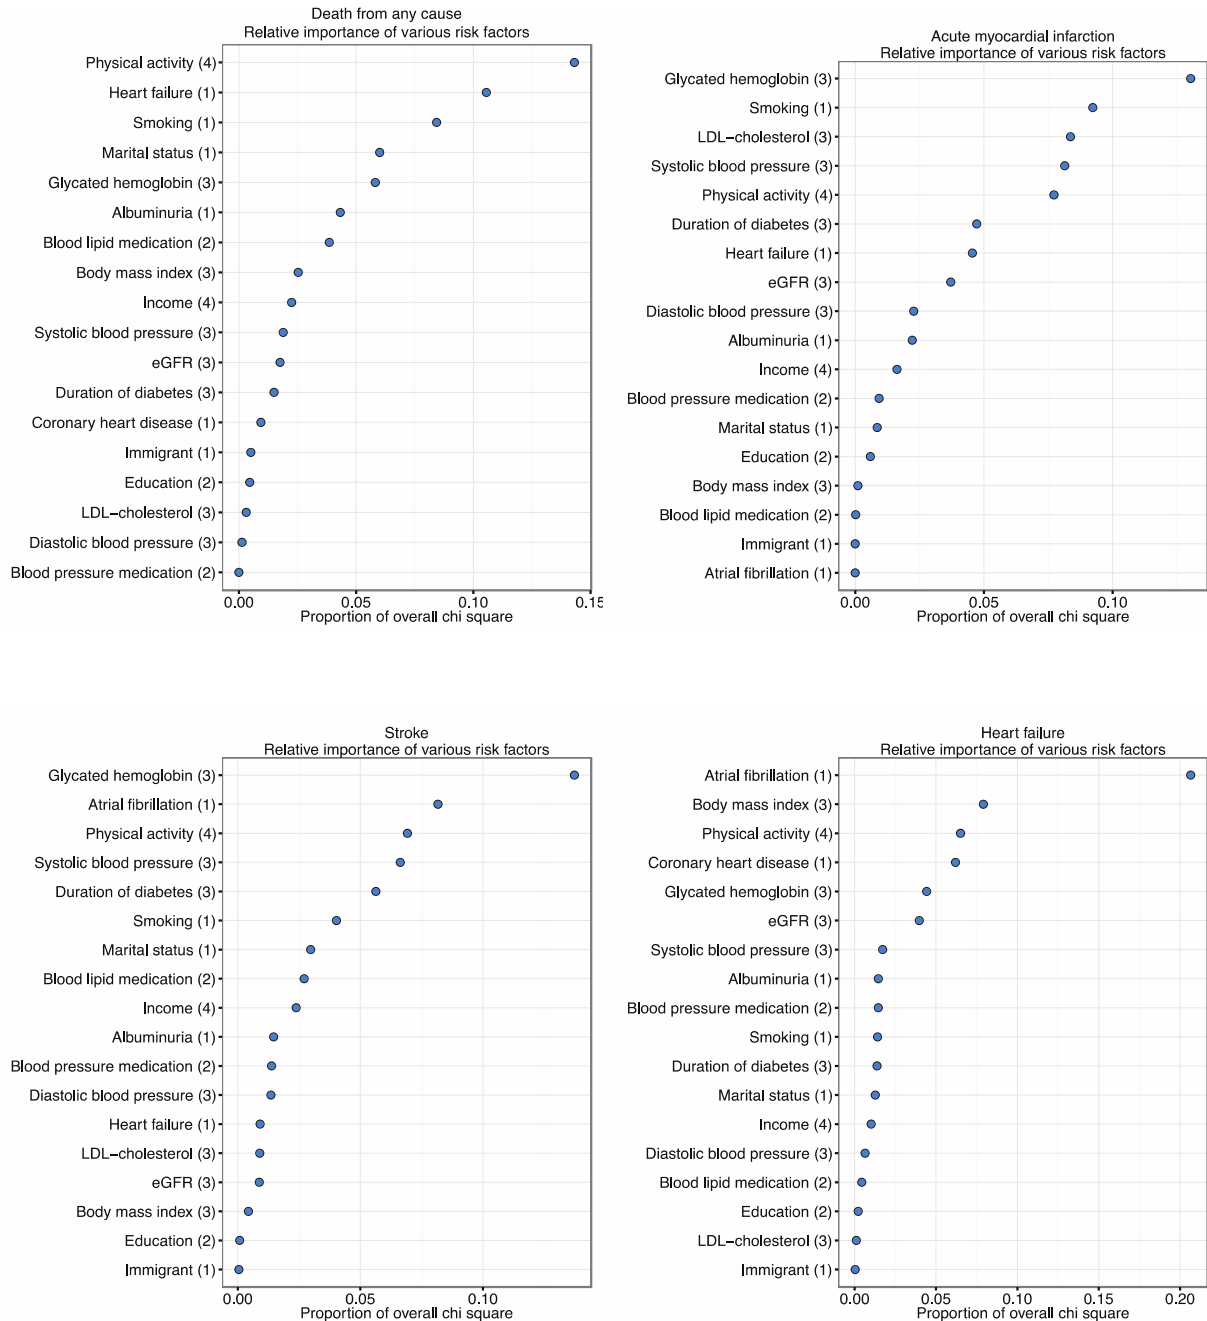 Death from any cause
Relative importance of various risk factors
Physical activity (4)
Heart failure (1)
Smoking (1)
Marital status (1)
Glycated hemoglobin (3)
Albuminuria (1)
Blood lipid medication (2)
Body mass index (3)
Income (4)
Systolic blood pressure (3)
eGFR (3)
Duration of diabetes (3)
Coronary heart disease (1)
Immigrant (1)
Education (2)
LDL−cholesterol (3)
Diastolic blood pressure (3)
Blood pressure medication (2)
0.00 0.05 0.10 0.15
Proportion of overall chi square
Acute myocardial infarction
Relative importance of various risk factors
Glycated hemoglobin (3)
Smoking (1)
LDL−cholesterol (3)
Systolic blood pressure (3)
Physical activity (4)
Duration of diabetes (3)
Heart failure (1)
eGFR (3)
Diastolic blood pressure (3)
Albuminuria (1)
Income (4)
Blood pressure medication (2)
Marital status (1)
Education (2)
Body mass index (3)
Blood lipid medication (2)
Immigrant (1)
Atrial fibrillation (1)
0.00 0.05 0.10
Proportion of overall chi square
Stroke
Relative importance of various risk factors
Glycated hemoglobin (3)
Atrial fibrillation (1)
Physical activity (4)
Systolic blood pressure (3)
Duration of diabetes (3)
Smoking (1)
Marital status (1)
Blood lipid medication (2)
Income (4)
Albuminuria (1)
Blood pressure medication (2)
Diastolic blood pressure (3)
Heart failure (1)
LDL−cholesterol (3)
eGFR (3)
Body mass index (3)
Education (2)
Immigrant (1)
0.00 0.05 0.10
Proportion of overall chi square
Heart failure
Relative importance of various risk factors
Atrial fibrillation (1)
Body mass index (3)
Physical activity (4)
Coronary heart disease (1)
Glycated hemoglobin (3)
eGFR (3)
Systolic blood pressure (3)
Albuminuria (1)
Blood pressure medication (2)
Smoking (1)
Duration of diabetes (3)
Marital status (1)
Income (4)
Diastolic blood pressure (3)
Blood lipid medication (2)
Education (2)
LDL−cholesterol (3)
Immigrant (1)
0.00 0.05 0.10 0.15 0.20
Proportion of overall chi square